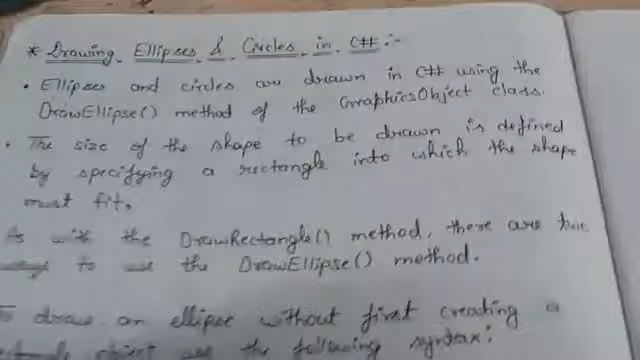 * Drawing Ellipses & Circles in C# :-
• Ellipses and circles are drawn in C# using the
DrawEllipse() method of the GraphicsObject class.
• The size of the shape to be drawn is defined
by specifying a rectangle into which the shape
must fit.
As with the DrawRectangle() method, there are two
ways to use the DrawEllipse() method.
To draw an ellipse without first creating a
object use the following syntax: